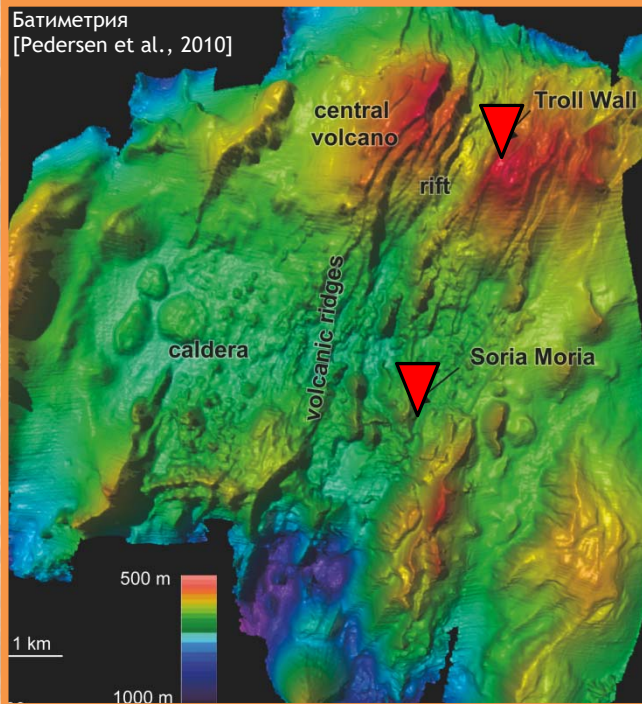 Батиметрия
[Pedersen et al., 2010]
central
volcano
Troll Wall
rift
volcanic ridges
caldera
Soria Moria
500 m
1 km
1000 m